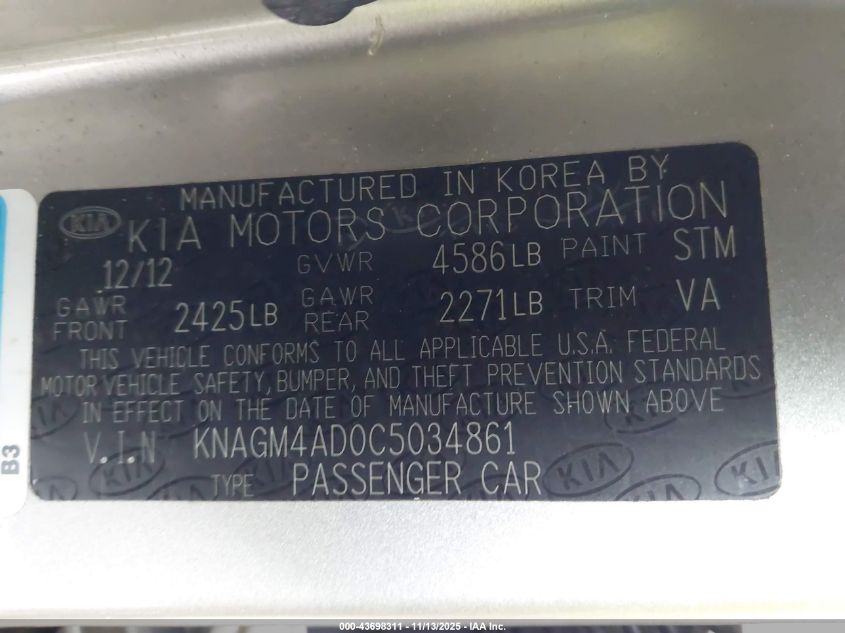 MANUFACTURED IN KOREA BY
KIA KIA MOTORS CORPORATION
12/12 GVWR 4586LB PAINT STM
GAWR FRONT 2425LB GAWR REAR 2271LB TRIM VA
THIS VEHICLE CONFORMS TO ALL APPLICABLE U.S.A. FEDERAL
MOTOR VEHICLE SAFETY, BUMPER, AND THEFT PREVENTION STANDARDS
IN EFFECT ON THE DATE OF MANUFACTURE SHOWN ABOVE
V.I.N KNAGM4AD0C5034861
TYPE PASSENGER CAR
KIA
B3
000-43698311 - 11/13/2025 - IAA Inc.